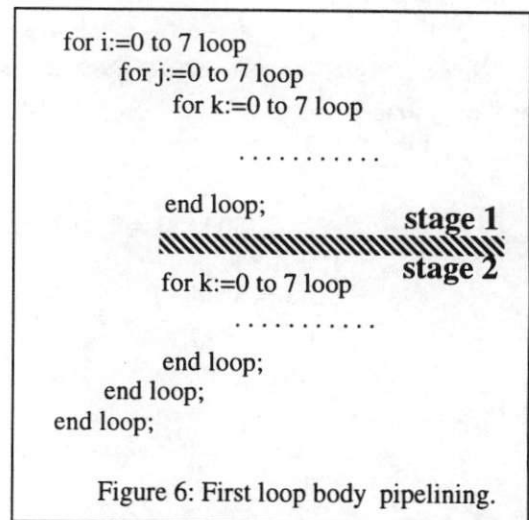 for i:=0 to 7 loop
for j:=0 to 7 loop
for k:=0 to 7 loop
...........
end loop;
stage 1
stage 2
for k:=0 to 7 loop
...........
end loop;
end loop;
end loop;
Figure 6: First loop body pipelining.